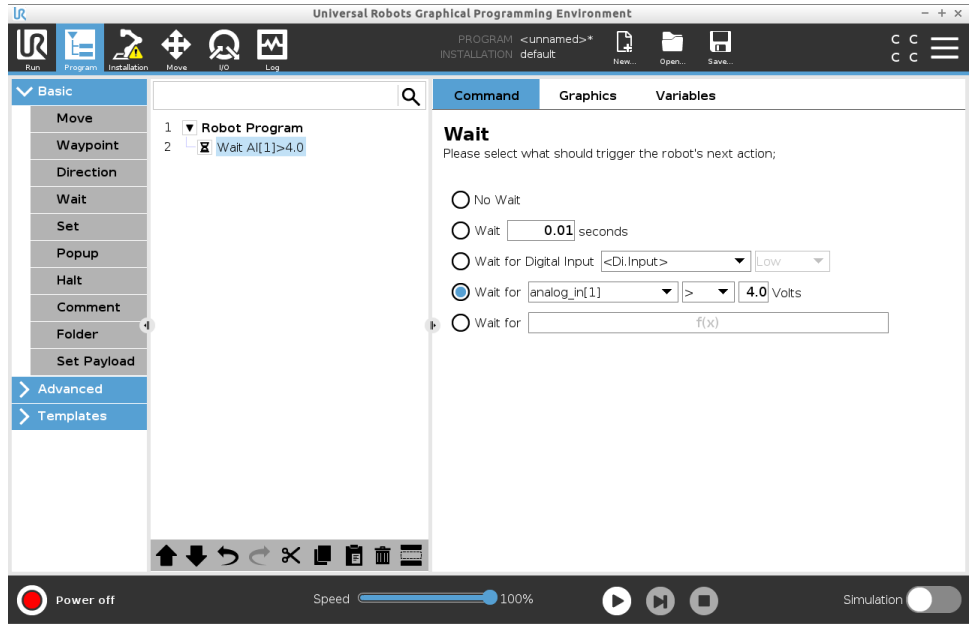 Universal Robots Graphical Programming Environment
UR
Run
Program
Installation
Move
I/O
Log
PROGRAM <unnamed>*
INSTALLATION default
New...
Open...
Save...
C C
C C
Basic
Move
Waypoint
Direction
Wait
Set
Popup
Halt
Comment
Folder
Set Payload
Advanced
Templates
1 Robot Program
2 Wait AI[1]>4.0
Command Graphics Variables
Wait
Please select what should trigger the robot's next action;
No Wait
Wait 0.01 seconds
Wait for Digital Input <Di.Input> Low
Wait for analog_in[1] > 4.0 Volts
Wait for f(x)
Power off
Speed 100%
Simulation